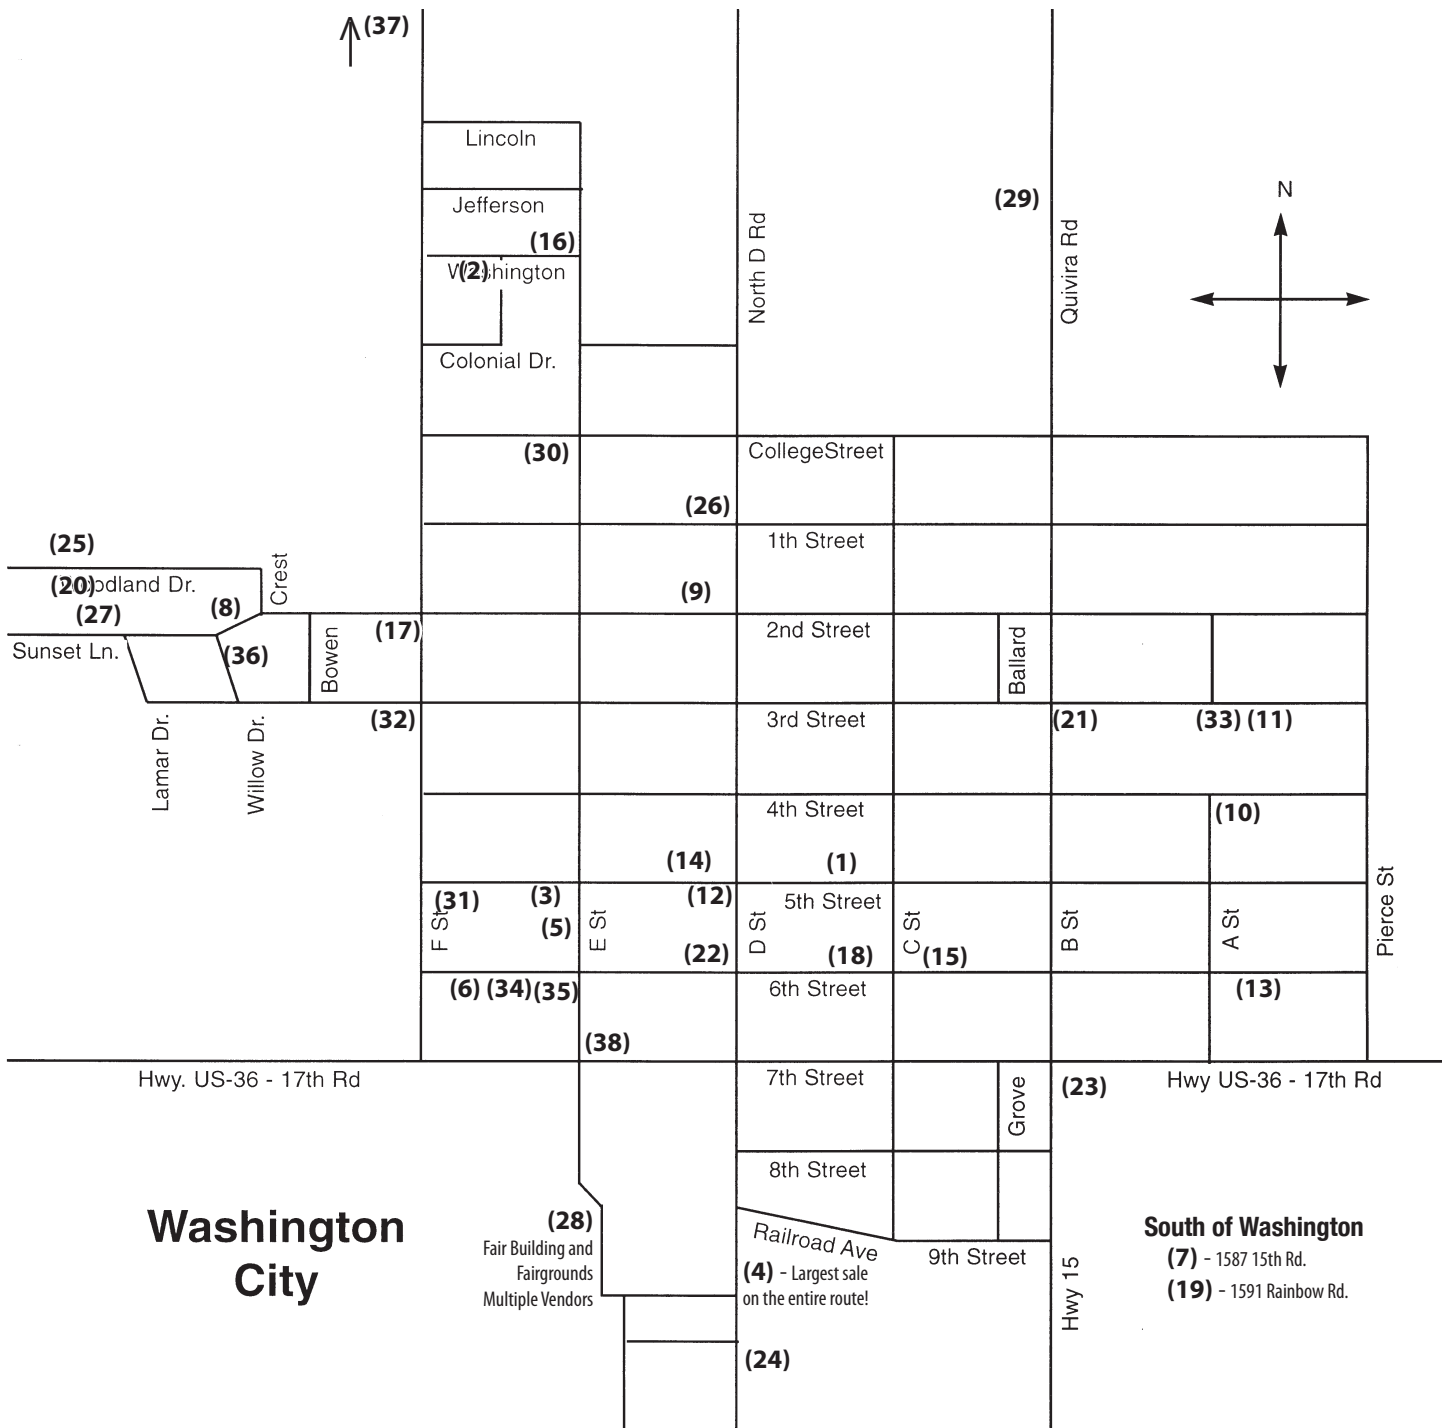 (37)
Lincoln
Jefferson
(16)
Washington
(2)
Colonial Dr.
North D Rd
(29)
Quivira Rd
N
(30)
CollegeStreet
(26)
1th Street
(25)
(20)
Woodland Dr.
Crest
(27)
(8)
(9)
(17)
2nd Street
Sunset Ln.
(36)
Bowen
Ballard
(32)
3rd Street
(21)
(33) (11)
Lamar Dr.
Willow Dr.
4th Street
(10)
(14)
(1)
(31)
(3)
(12)
5th Street
F St
(5)
E St
D St
C St
B St
A St
Pierce St
(22)
(18)
(15)
(6) (34) (35)
6th Street
(13)
(38)
Hwy. US-36 - 17th Rd
7th Street
Grove
(23)
Hwy US-36 - 17th Rd
8th Street
Washington
City
(28)
Fair Building and
Fairgrounds
Multiple Vendors
Railroad Ave
9th Street
(4) - Largest sale
on the entire route!
Hwy 15
(24)
South of Washington
(7) - 1587 15th Rd.
(19) - 1591 Rainbow Rd.